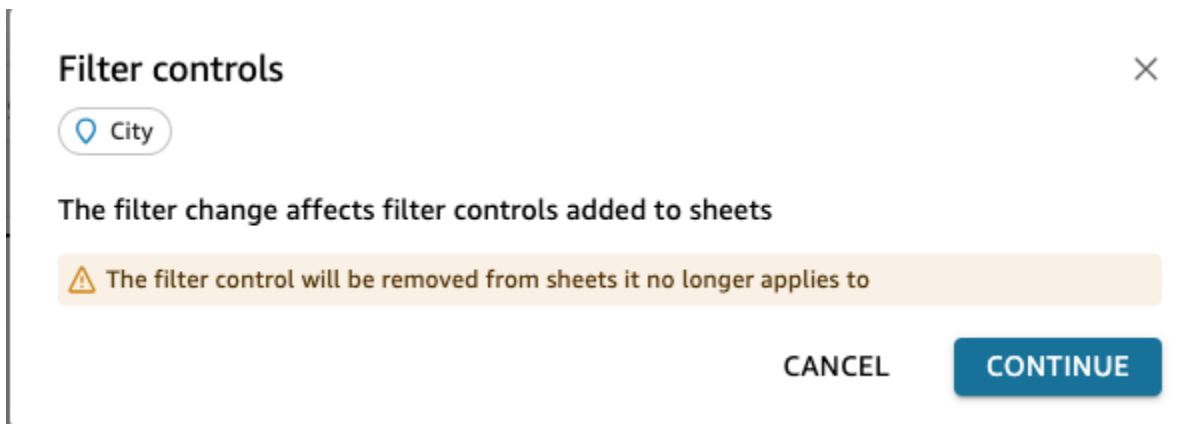 Filter controls
City
The filter change affects filter controls added to sheets
The filter control will be removed from sheets it no longer applies to
CANCEL CONTINUE